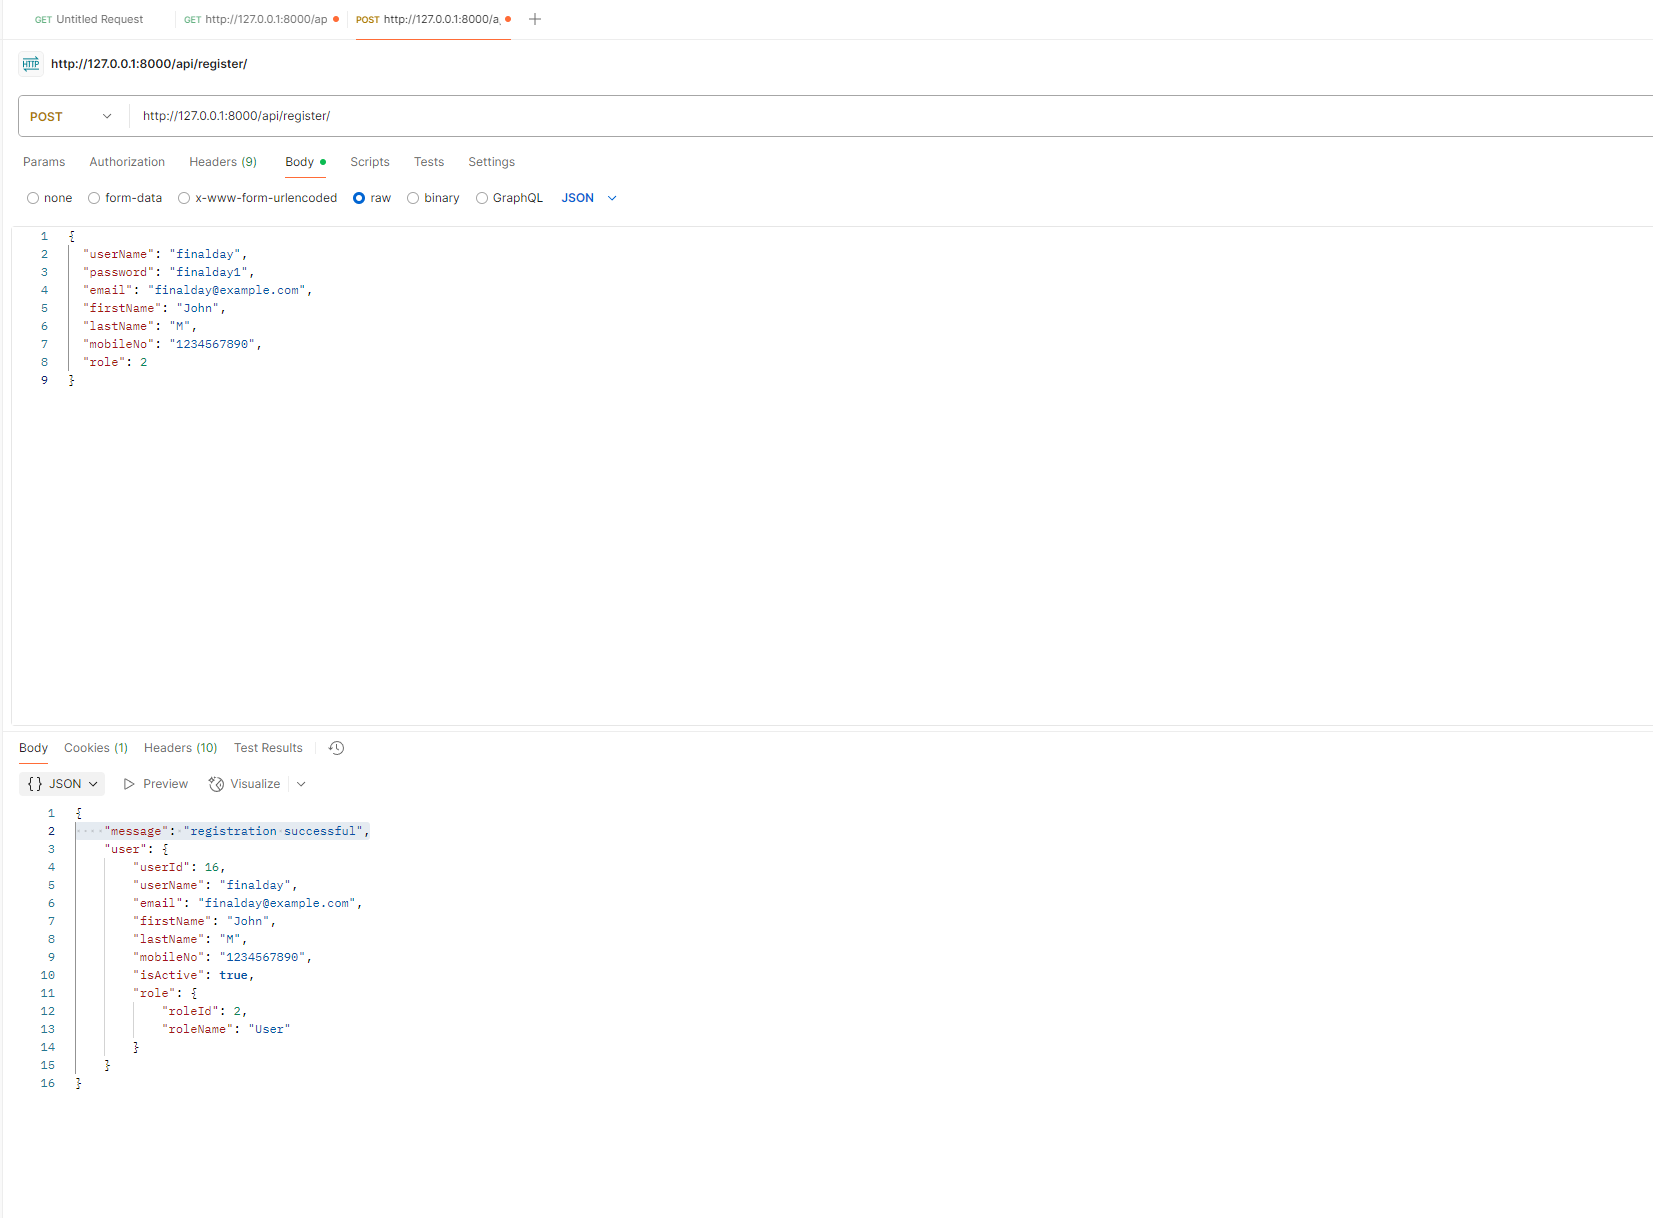 GET Untitled Request GET http://127.0.0.1:8000/ap POST http://127.0.0.1:8000/a
HTTP http://127.0.0.1:8000/api/register/
POST http://127.0.0.1:8000/api/register/
Params Authorization Headers (9) Body Scripts Tests Settings
none form-data x-www-form-urlencoded raw binary GraphQL JSON
1 {
2 "userName": "finalday",
3 "password": "finalday1",
4 "email": "finalday@example.com",
5 "firstName": "John",
6 "lastName": "M",
7 "mobileNo": "1234567890",
8 "role": 2
9 }
Body Cookies (1) Headers (10) Test Results
{} JSON Preview Visualize
1 {
2 "message": "registration successful",
3 "user": {
4 "userId": 16,
5 "userName": "finalday",
6 "email": "finalday@example.com",
7 "firstName": "John",
8 "lastName": "M",
9 "mobileNo": "1234567890",
10 "isActive": true,
11 "role": {
12 "roleId": 2,
13 "roleName": "User"
14 }
15 }
16 }